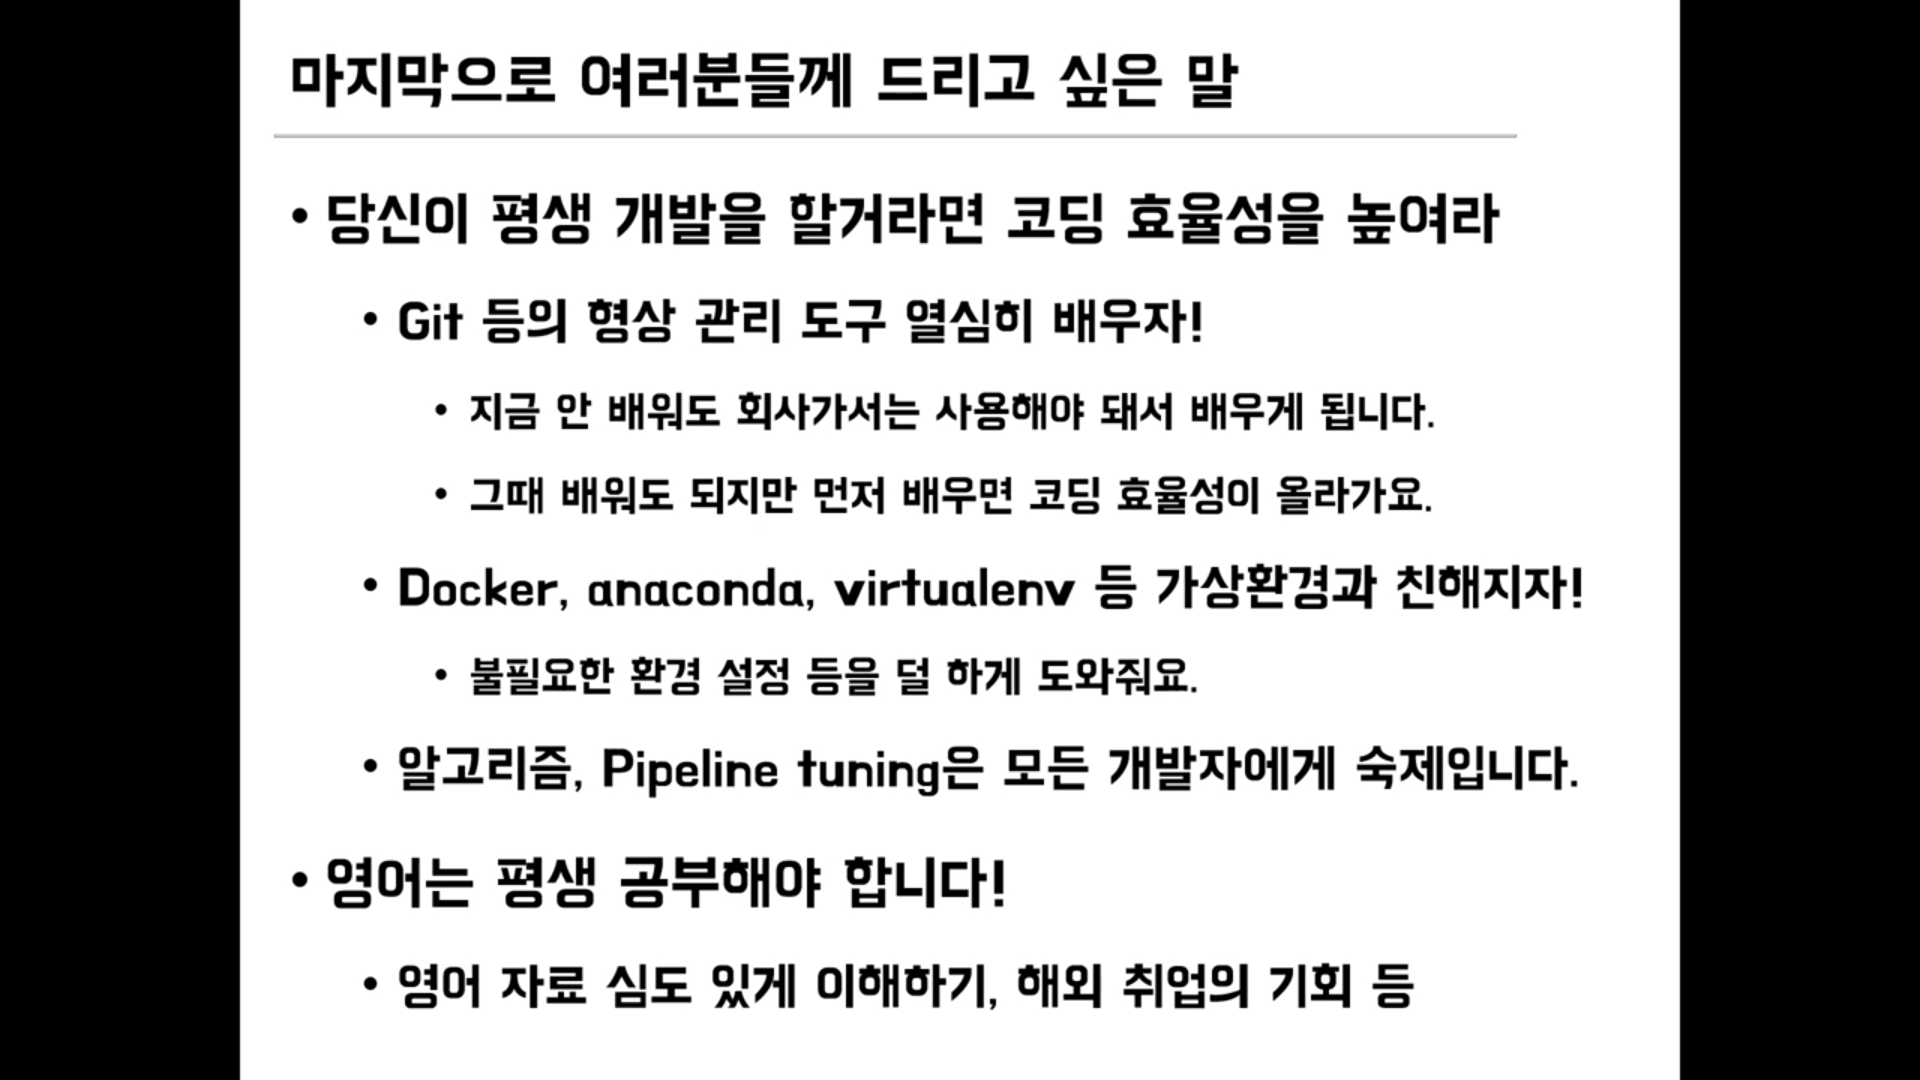 마지막으로 여러분들께 드리고 싶은 말
• 당신이 평생 개발을 할거라면 코딩 효율성을 높여라
• Git 등의 형상 관리 도구 열심히 배우자!
• 지금 안 배워도 회사가서는 사용해야 돼서 배우게 됩니다.
• 그때 배워도 되지만 먼저 배우면 코딩 효율성이 올라가요.
• Docker, anaconda, virtualenv 등 가상환경과 친해지자!
• 불필요한 환경 설정 등을 덜 하게 도와줘요.
• 알고리즘, Pipeline tuning은 모든 개발자에게 숙제입니다.
• 영어는 평생 공부해야 합니다!
• 영어 자료 심도 있게 이해하기, 해외 취업의 기회 등